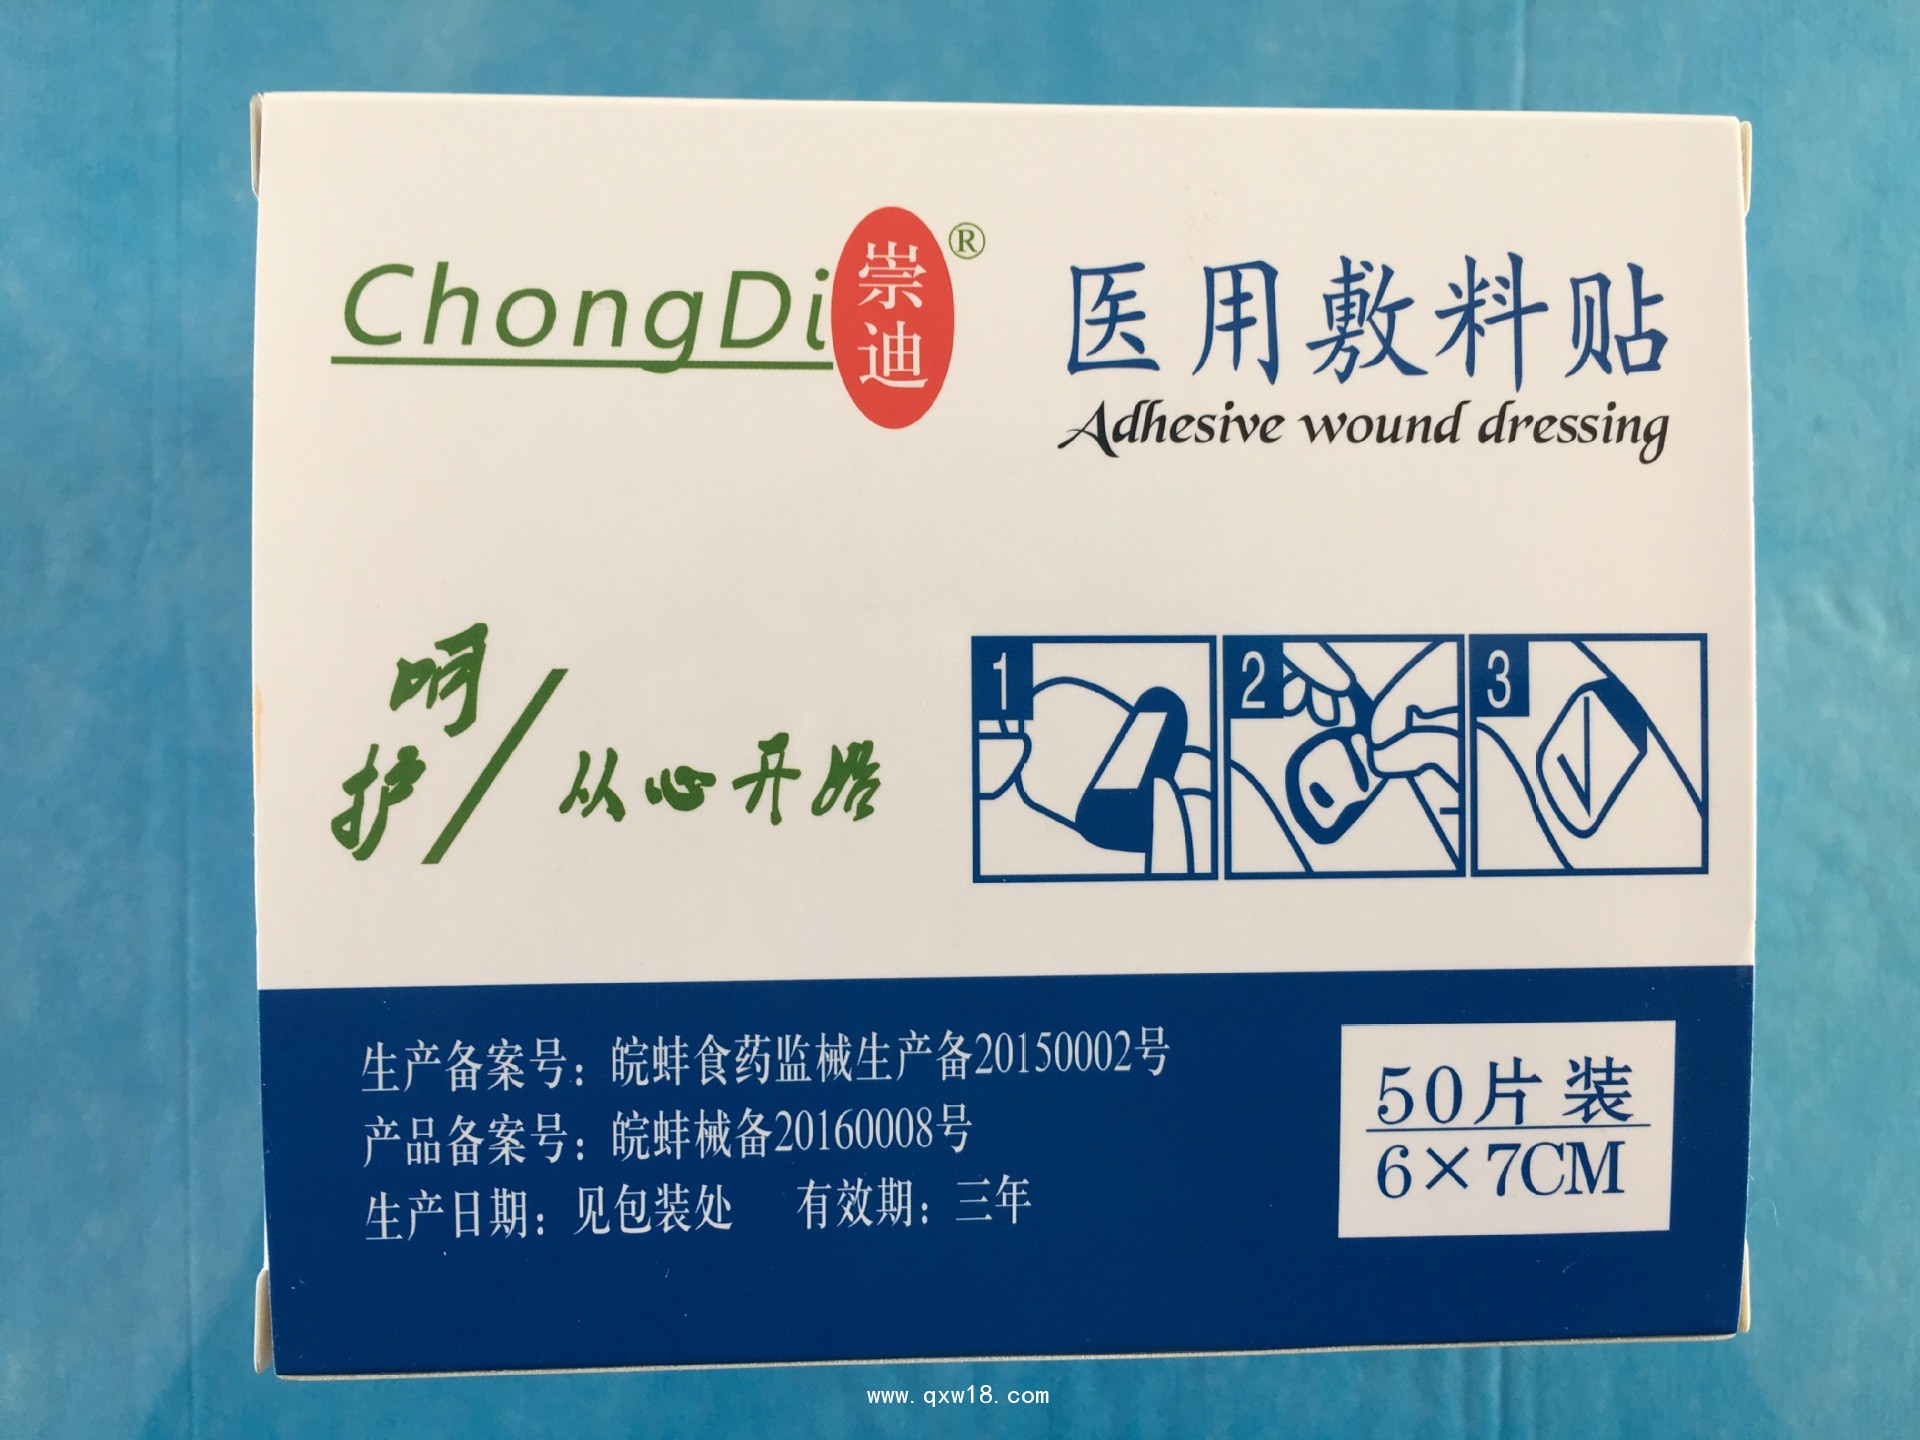 ChongDi 崇迪®
医用敷料贴
Adhesive wound dressing
呵护/从心开始
1 2 3
生产备案号：皖蚌食药监械生产备20150002号
产品备案号：皖蚌械备20160008号
生产日期：见包装处 有效期：三年
50片装
6×7CM
www.qxw18.com